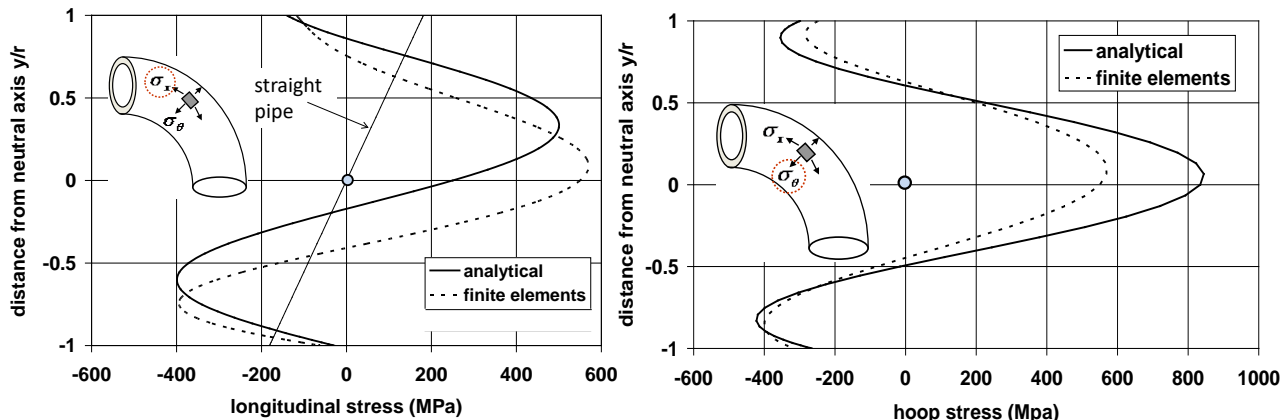 distance from neutral axis y/r
1
0.5
0
-0.5
-1
-600
-400
-200
0
200
400
600
longitudinal stress (MPa)
straight
pipe
σx
σθ
analytical
finite elements
distance from neutral axis y/r
1
0.5
0
-0.5
-1
-600
-400
-200
0
200
400
600
800
1000
hoop stress (Mpa)
σx
σθ
analytical
finite elements